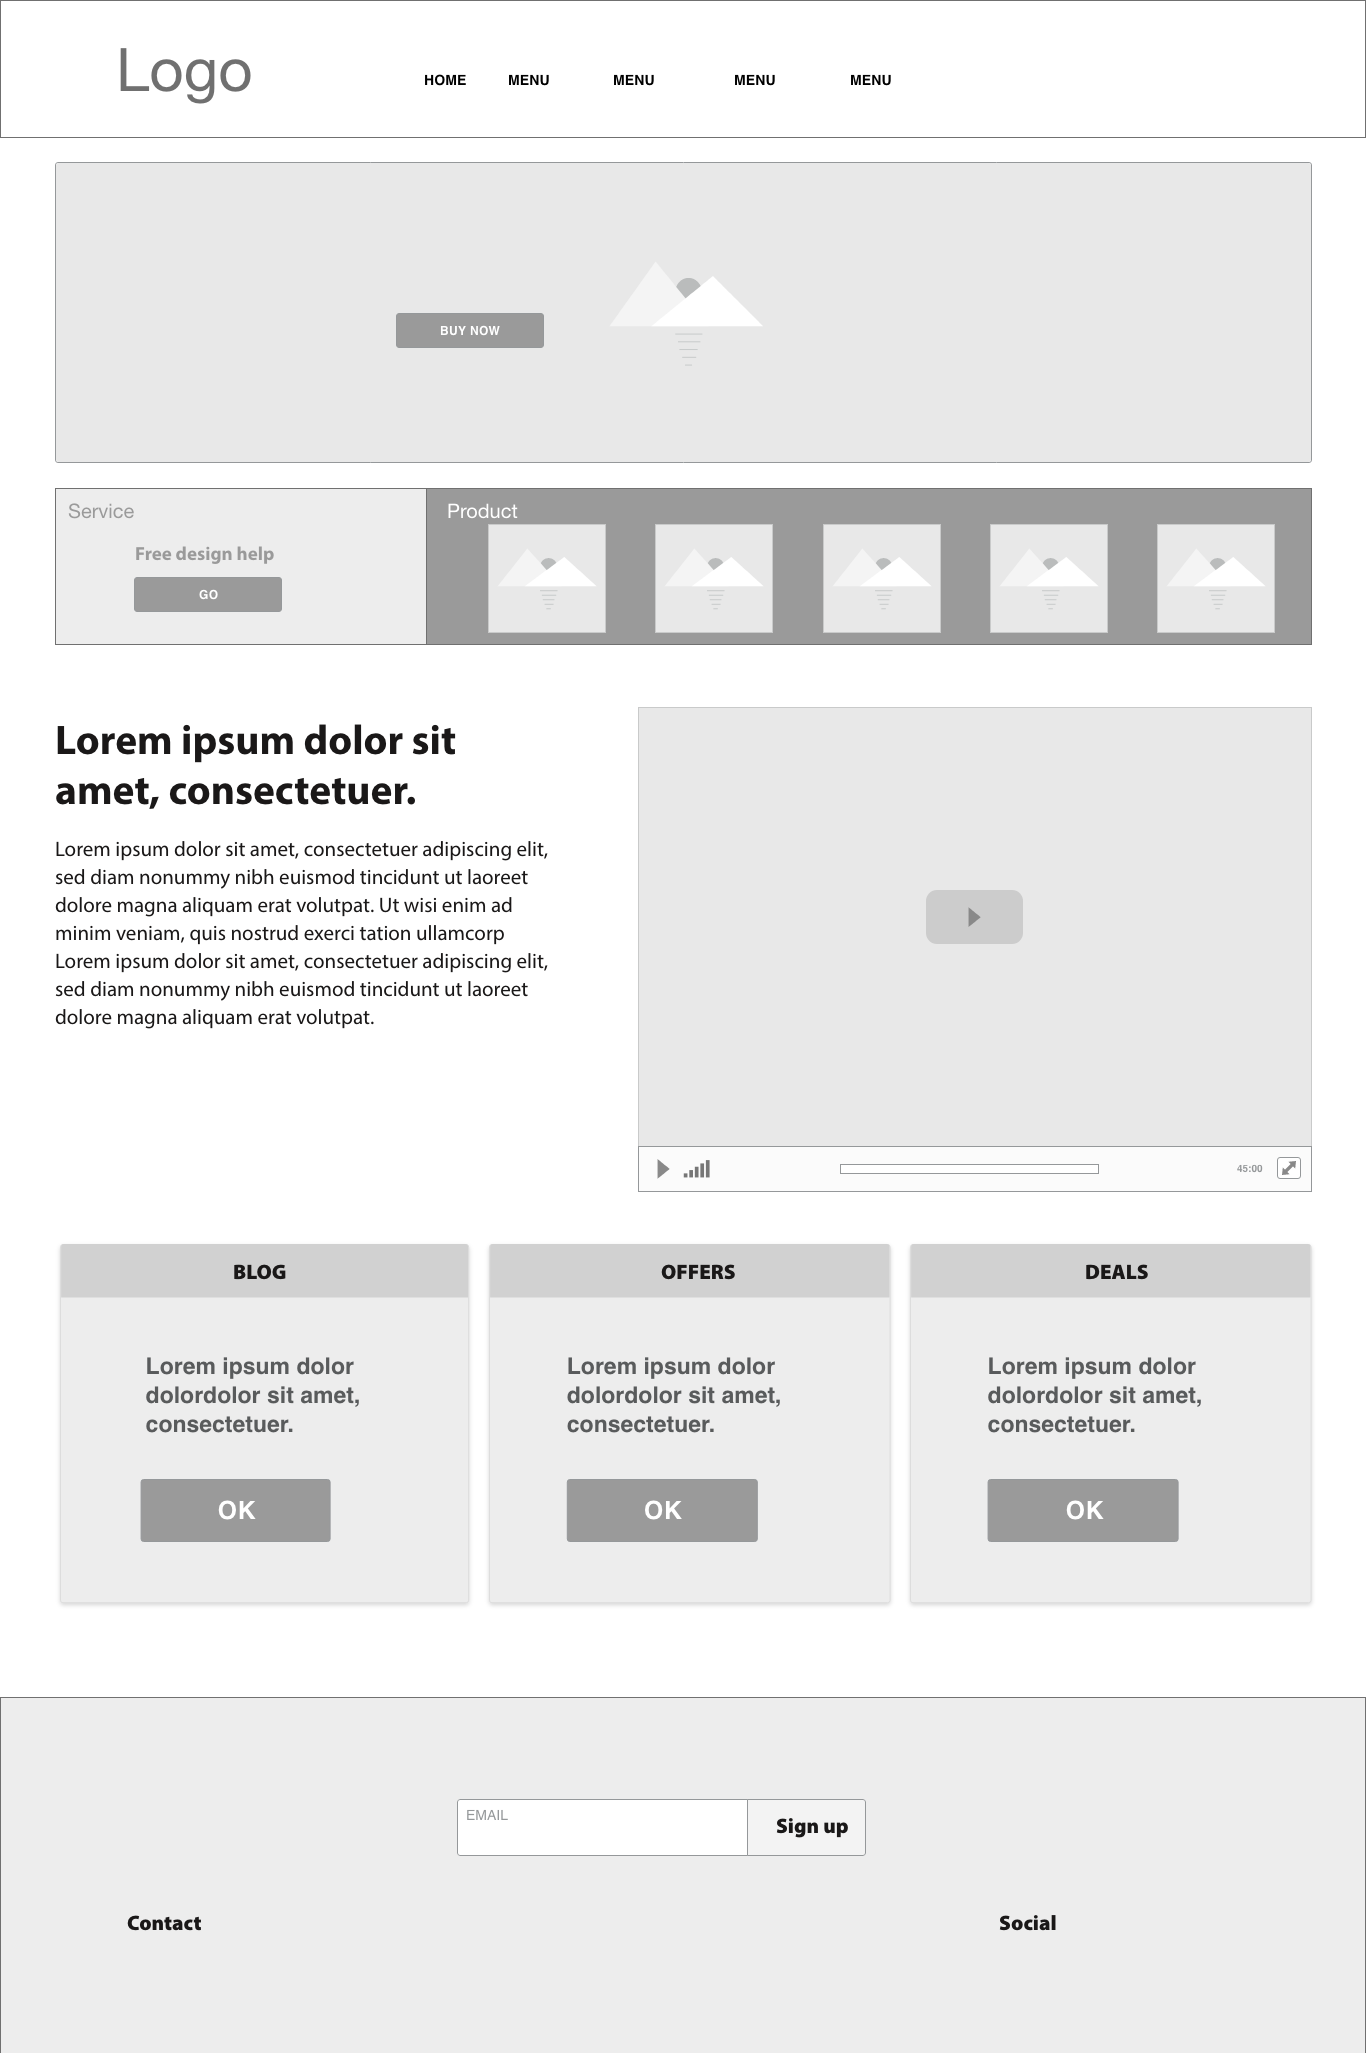 Logo
HOME MENU MENU MENU MENU
BUY NOW
Service
Free design help
GO
Product
Lorem ipsum dolor sit
amet, consectetuer.
Lorem ipsum dolor sit amet, consectetuer adipiscing elit,
sed diam nonummy nibh euismod tincidunt ut laoreet
dolore magna aliquam erat volutpat. Ut wisi enim ad
minim veniam, quis nostrud exerci tation ullamcorp
Lorem ipsum dolor sit amet, consectetuer adipiscing elit,
sed diam nonummy nibh euismod tincidunt ut laoreet
dolore magna aliquam erat volutpat.
45:00
BLOG
Lorem ipsum dolor
dolordolor sit amet,
consectetuer.
OK
OFFERS
Lorem ipsum dolor
dolordolor sit amet,
consectetuer.
OK
DEALS
Lorem ipsum dolor
dolordolor sit amet,
consectetuer.
OK
EMAIL
Sign up
Contact
Social